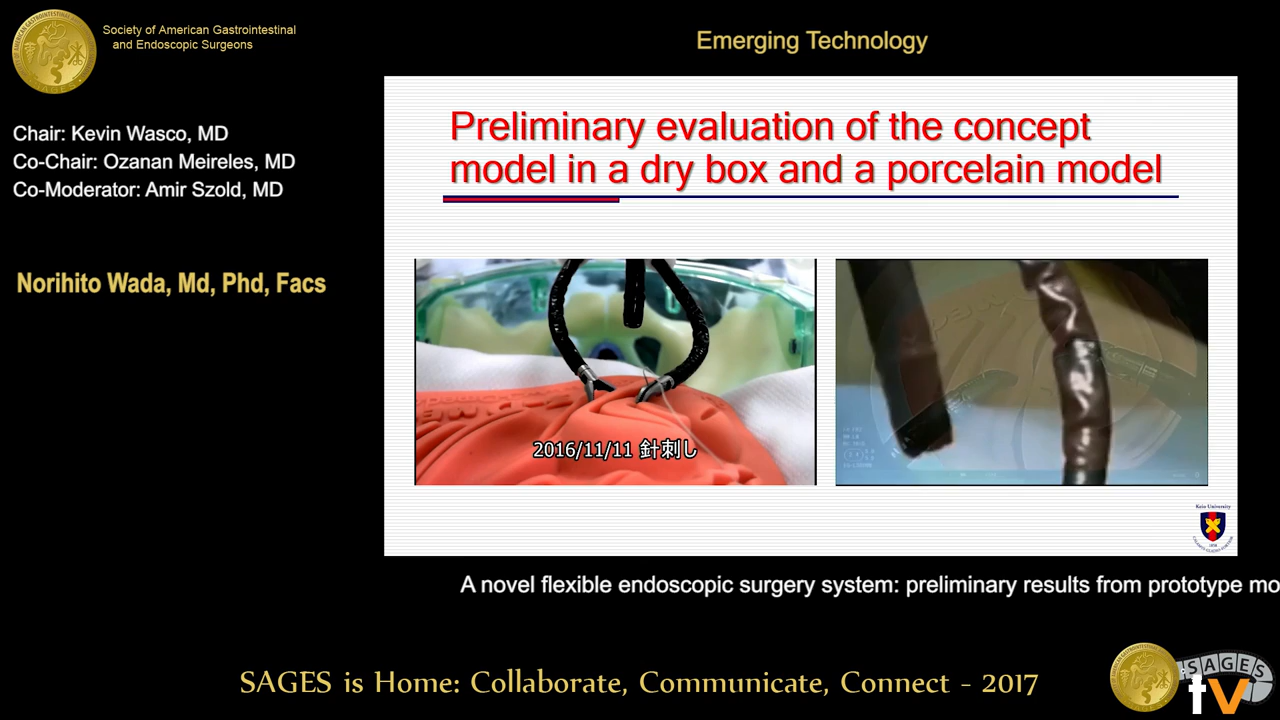 Society of American Gastrointestinal
and Endoscopic Surgeons
Emerging Technology
Chair: Kevin Wasco, MD
Co-Chair: Ozanan Meireles, MD
Co-Moderator: Amir Szold, MD
Norihito Wada, Md, Phd, Facs
Preliminary evaluation of the concept
model in a dry box and a porcelain model
2016/11/11 針刺し
Keio University
A novel flexible endoscopic surgery system: preliminary results from prototype mo
SAGES is Home: Collaborate, Communicate, Connect - 2017
SAGES
tv